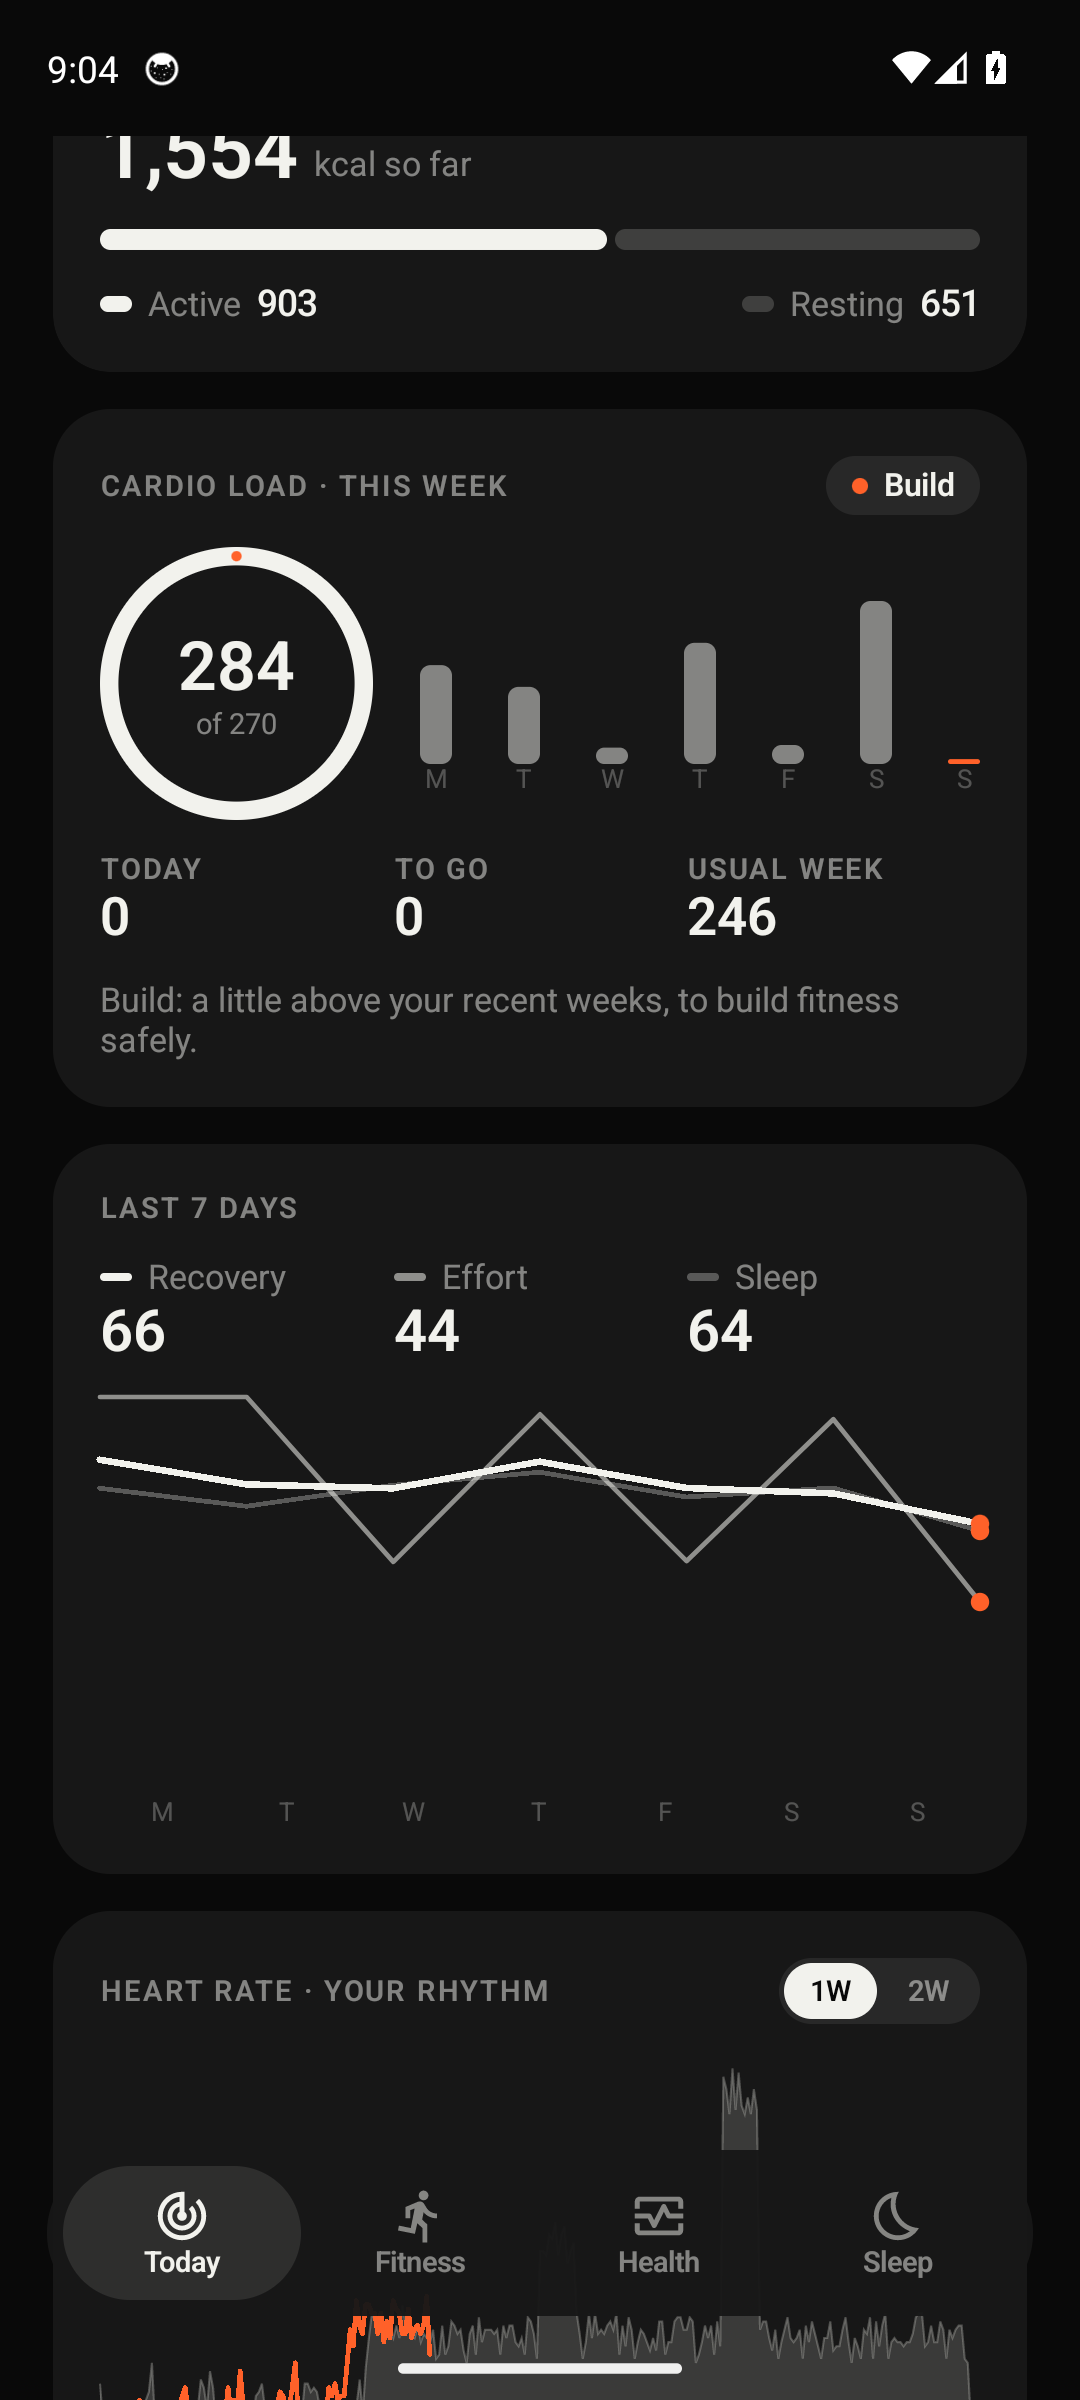 9:04
1,554 kcal so far
Active 903 Resting 651
CARDIO LOAD · THIS WEEK Build
284
of 270
M T W T F S S
TODAY TO GO USUAL WEEK
0 0 246
Build: a little above your recent weeks, to build fitness
safely.
LAST 7 DAYS
Recovery Effort Sleep
66 44 64
M T W T F S S
HEART RATE · YOUR RHYTHM 1W 2W
Today Fitness Health Sleep